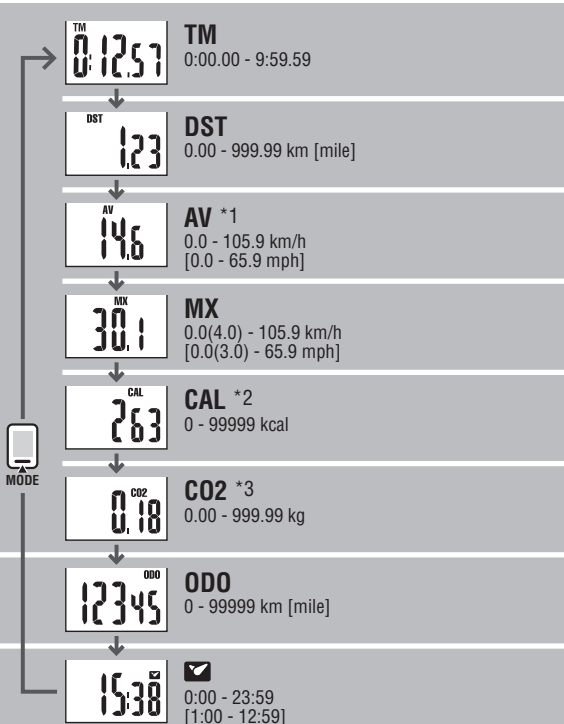 TM
0:12.57
TM
0:00.00 - 9:59.59
DST
1.23
DST
0.00 - 999.99 km [mile]
AV
14.6
AV *1
0.0 - 105.9 km/h
[0.0 - 65.9 mph]
MX
30.1
MX
0.0(4.0) - 105.9 km/h
[0.0(3.0) - 65.9 mph]
CAL
263
CAL *2
0 - 99999 kcal
MODE
CO2
0.18
CO2 *3
0.00 - 999.99 kg
ODO
12345
ODO
0 - 99999 km [mile]
15:38
0:00 - 23:59
[1:00 - 12:59]